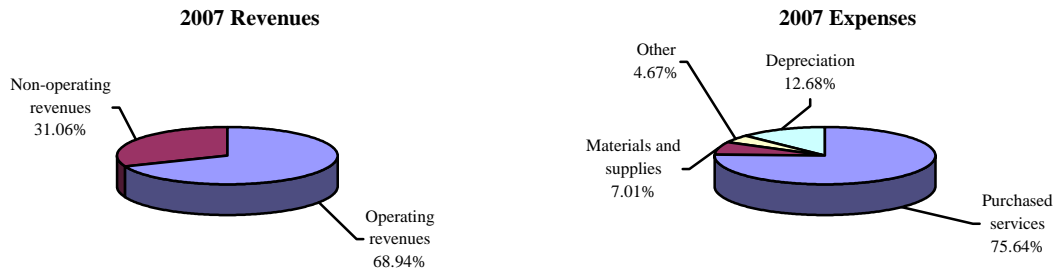 2007 Revenues
Non-operating
revenues
31.06%
Operating
revenues
68.94%
2007 Expenses
Other
4.67%
Depreciation
12.68%
Materials and
supplies
7.01%
Purchased
services
75.64%